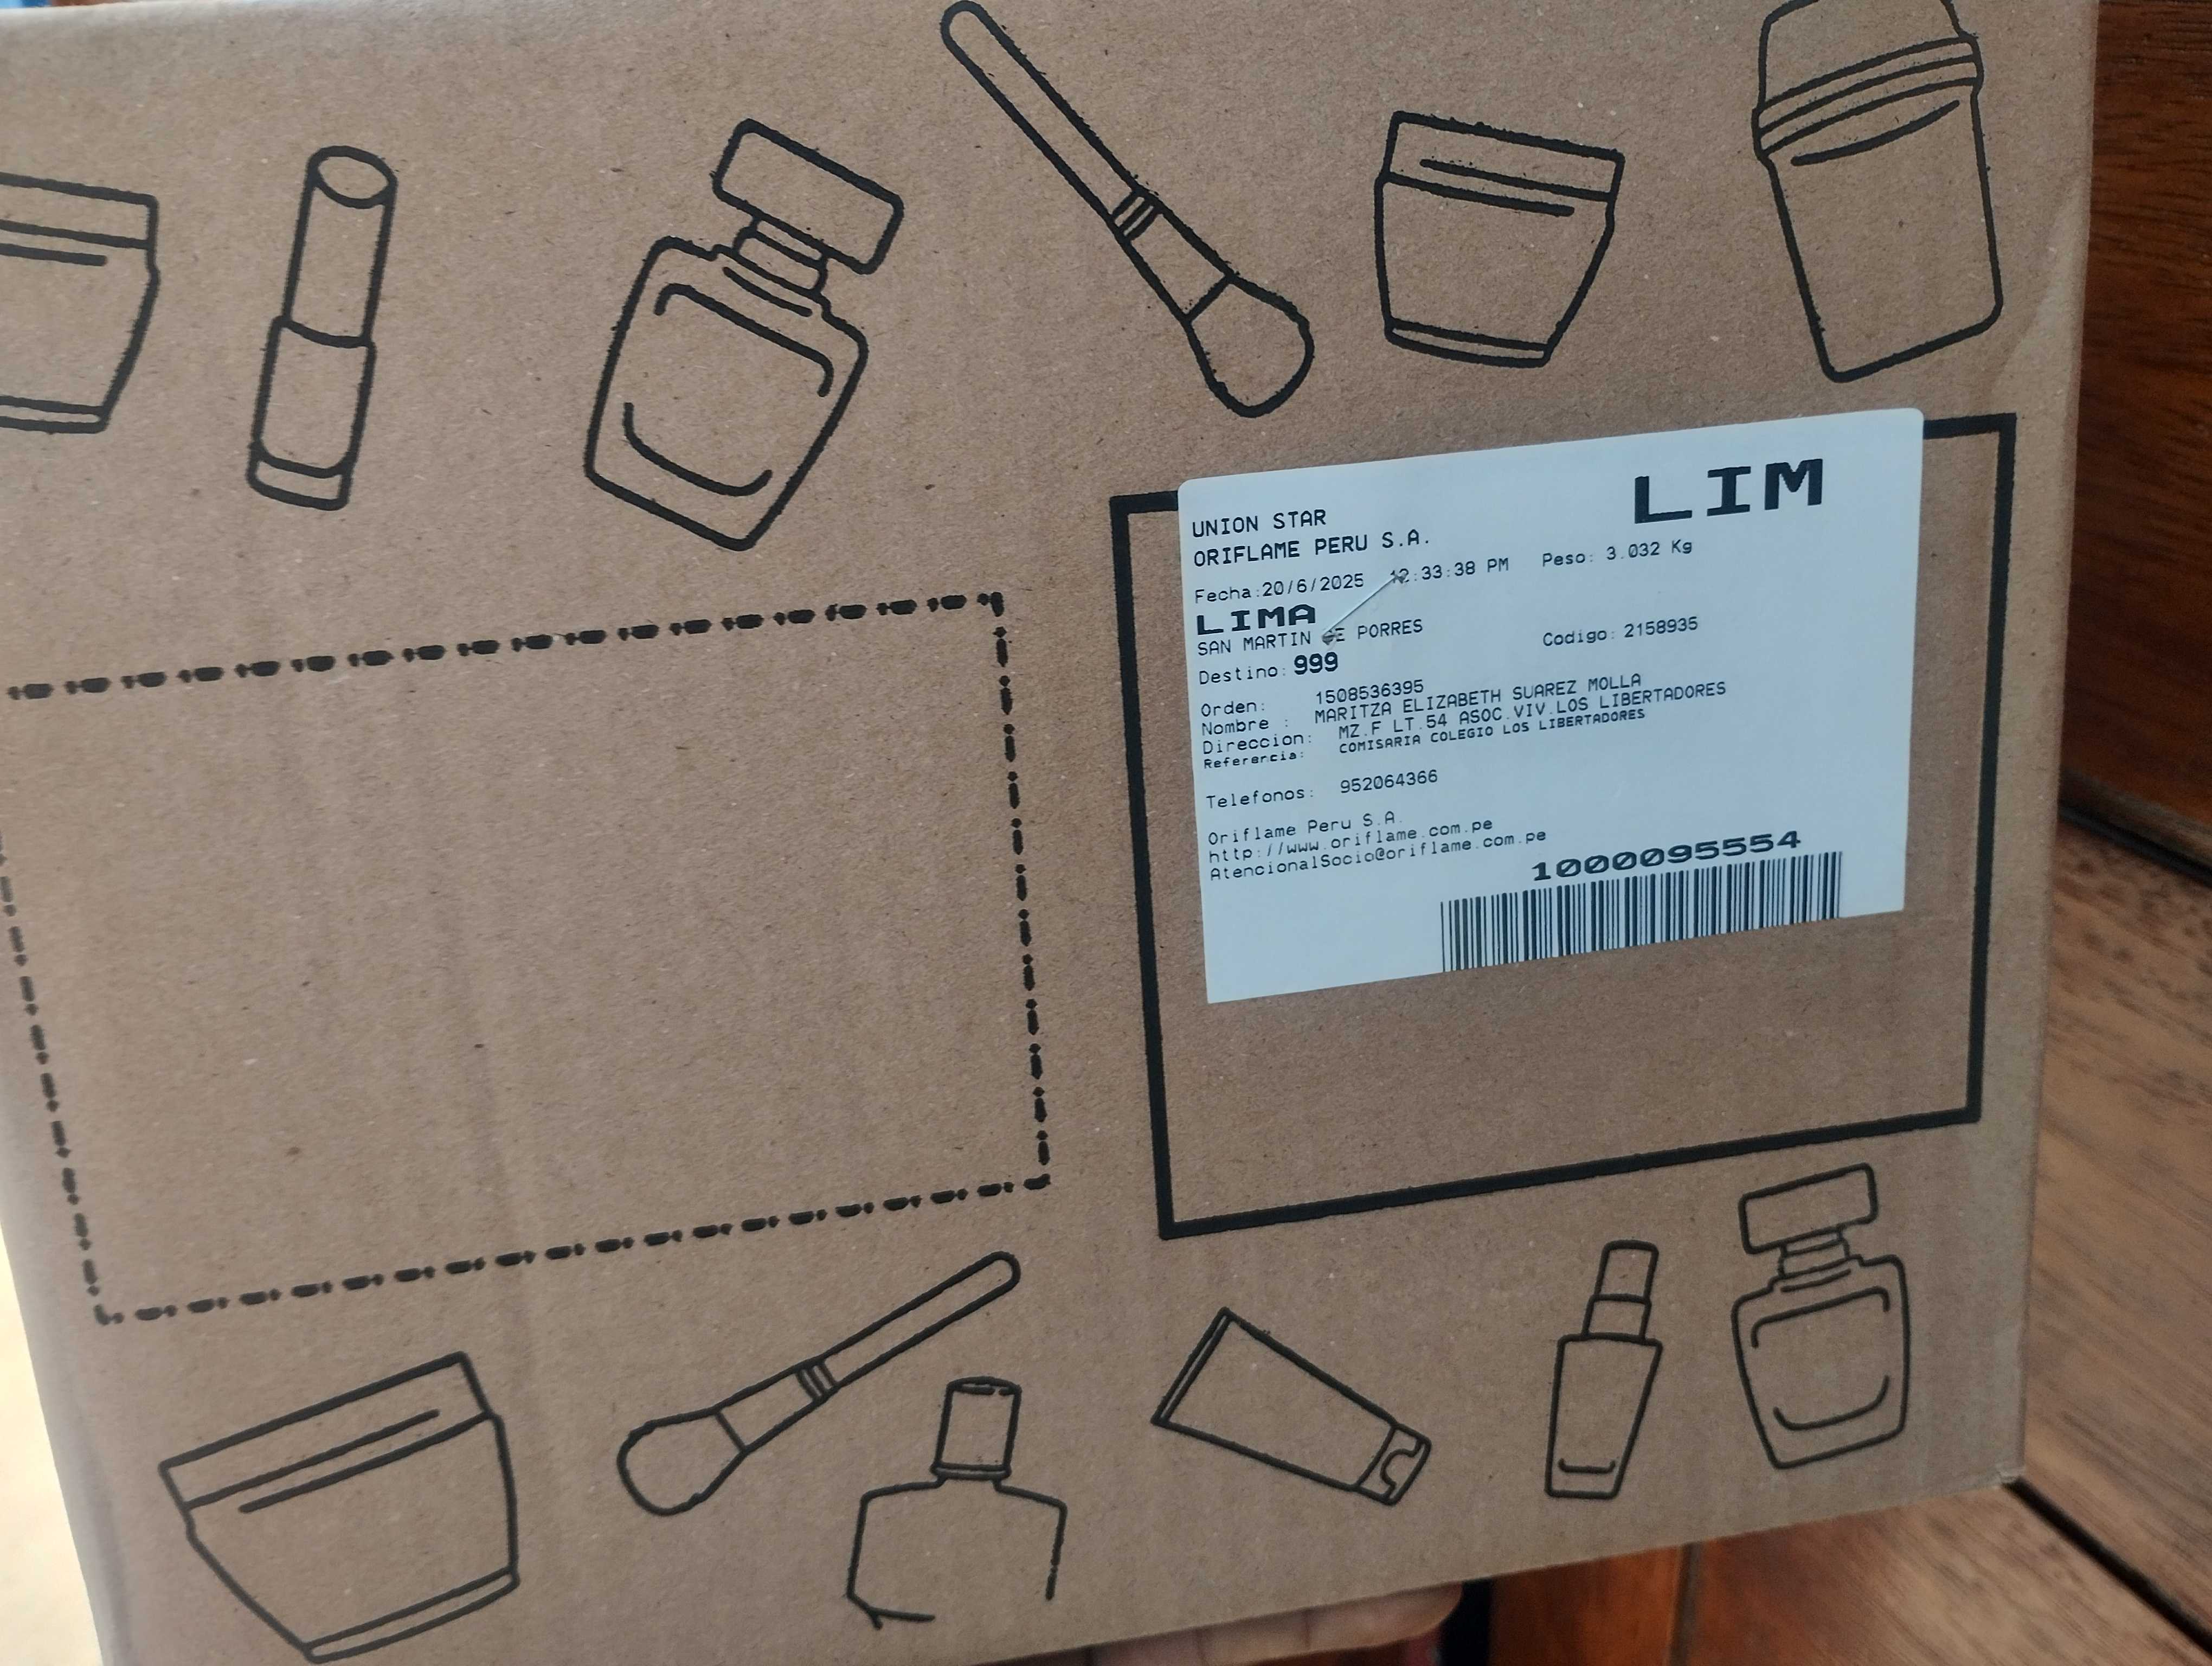 LIM
UNION STAR
ORIFLAME PERU S.A.
Fecha:20/6/2025 12:33:38 PM Peso: 3.032 Kg
LIMA
SAN MARTIN DE PORRES
Codigo: 2158935
Destino: 999
Orden: 1508536395
Nombre : MARITZA ELIZABETH SUAREZ MOLLA
Direccion: MZ.F LT.54 ASOC.VIV.LOS LIBERTADORES
Referencia: COMISARIA COLEGIO LOS LIBERTADORES
Telefonos: 952064366
Oriflame Peru S.A.
http://www.oriflame.com.pe
AtencionalSocio@oriflame.com.pe
1000095554